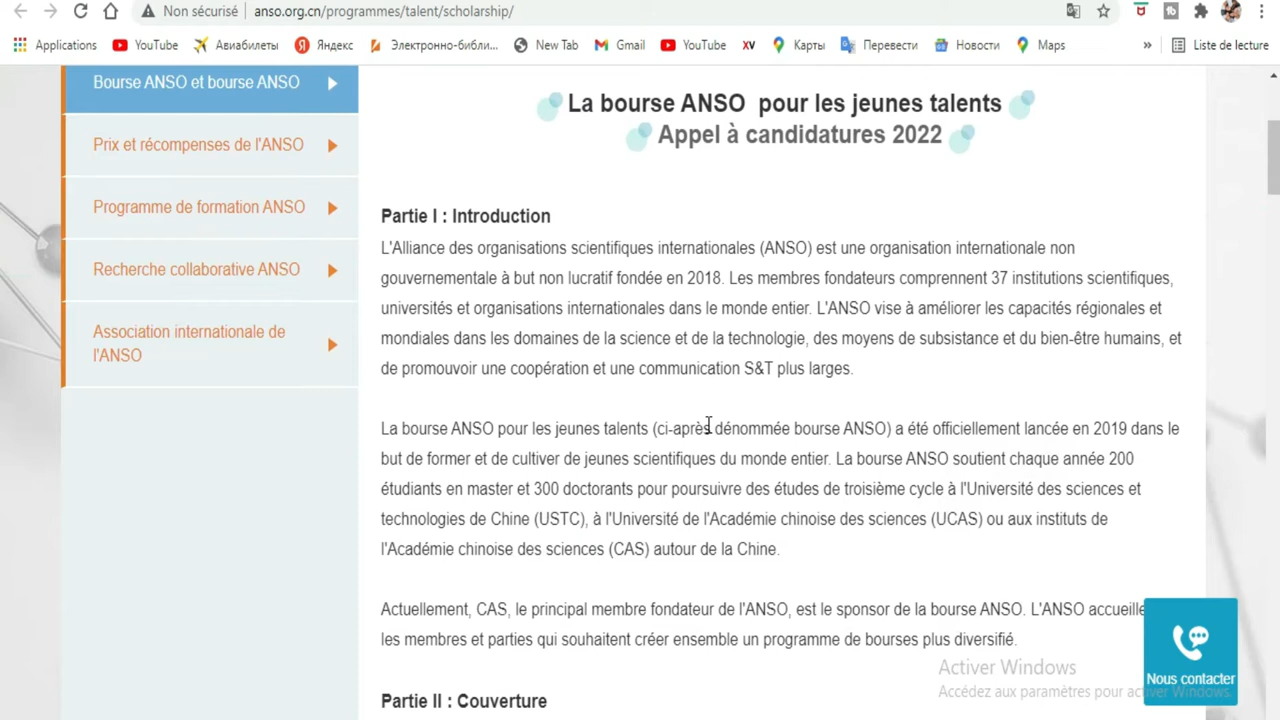 Non sécurisé
anso.org.cn/programmes/talent/scholarship/
Applications
YouTube
Авиабилеты
Яндекс
Электронно-библи...
New Tab
Gmail
YouTube
XV
Карты
Перевести
Новости
Maps
»
Liste de lecture
Bourse ANSO et bourse ANSO
Prix et récompenses de l'ANSO
Programme de formation ANSO
Recherche collaborative ANSO
Association internationale de
l'ANSO
La bourse ANSO pour les jeunes talents
Appel à candidatures 2022
Partie I : Introduction
L'Alliance des organisations scientifiques internationales (ANSO) est une organisation internationale non
gouvernementale à but non lucratif fondée en 2018. Les membres fondateurs comprennent 37 institutions scientifiques,
universités et organisations internationales dans le monde entier. L'ANSO vise à améliorer les capacités régionales et
mondiales dans les domaines de la science et de la technologie, des moyens de subsistance et du bien-être humains, et
de promouvoir une coopération et une communication S&T plus larges.
La bourse ANSO pour les jeunes talents (ci-après dénommée bourse ANSO) a été officiellement lancée en 2019 dans le
but de former et de cultiver de jeunes scientifiques du monde entier. La bourse ANSO soutient chaque année 200
étudiants en master et 300 doctorants pour poursuivre des études de troisième cycle à l'Université des sciences et
technologies de Chine (USTC), à l'Université de l'Académie chinoise des sciences (UCAS) ou aux instituts de
l'Académie chinoise des sciences (CAS) autour de la Chine.
Actuellement, CAS, le principal membre fondateur de l'ANSO, est le sponsor de la bourse ANSO. L'ANSO accueille
les membres et parties qui souhaitent créer ensemble un programme de bourses plus diversifié.
Partie II : Couverture
Nous contacter
Activer Windows
Accédez aux paramètres pour activer Windows.